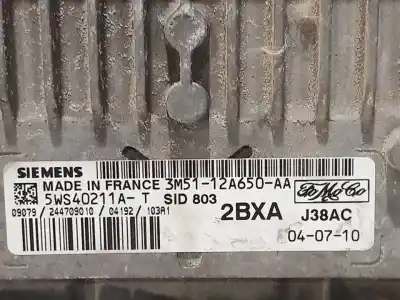 SIEMENS
MADE IN FRANCE 3M51-12A650-AA
5WS40211A- T SID 803
09079 / 244709010 / 04192 / 103A1
2BXA J38AC
04-07-10
FoMoCo